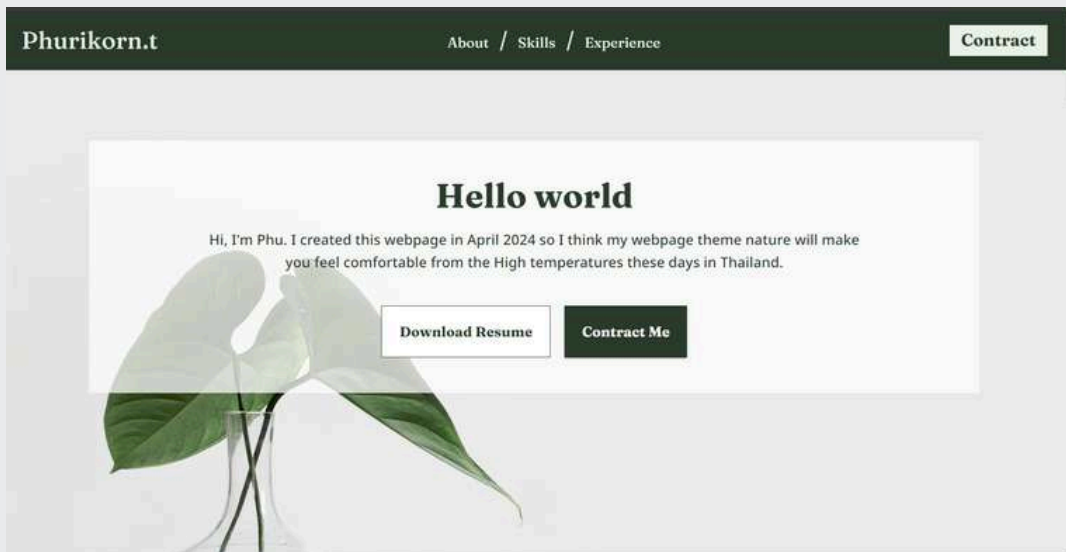 Phurikorn.t
About / Skills / Experience
Contract
Hello world
Hi, I'm Phu. I created this webpage in April 2024 so I think my webpage theme nature will make
you feel comfortable from the High temperatures these days in Thailand.
Download Resume
Contract Me